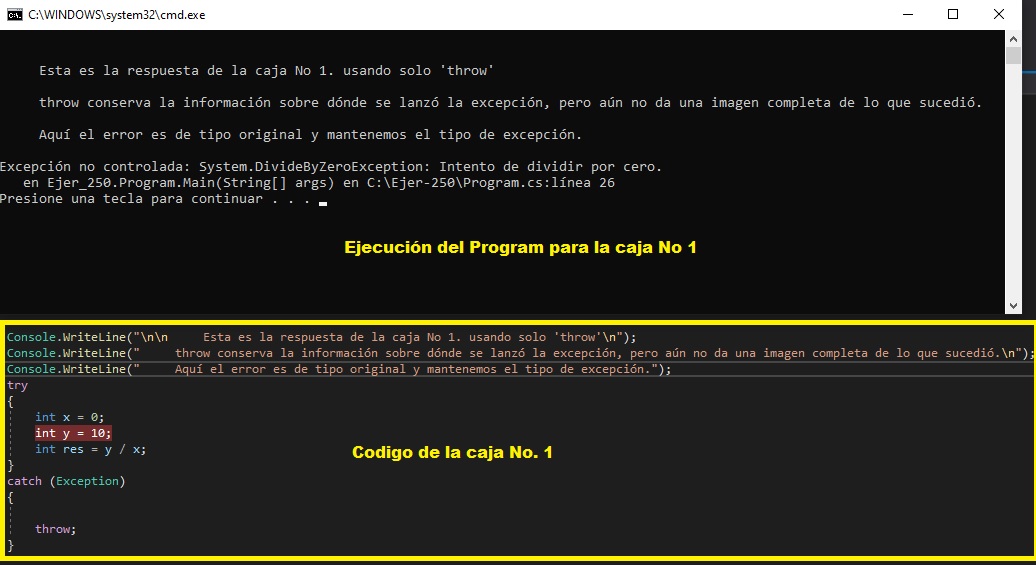 C:\WINDOWS\system32\cmd.exe
Esta es la respuesta de la caja No 1. usando solo 'throw'
throw conserva la información sobre dónde se lanzó la excepción, pero aún no da una imagen completa de lo que sucedió.
Aquí el error es de tipo original y mantenemos el tipo de excepción.
Excepción no controlada: System.DivideByZeroException: Intento de dividir por cero.
en Ejer_250.Program.Main(String[] args) en C:\Ejer-250\Program.cs:línea 26
Presione una tecla para continuar . . .
Ejecución del Program para la caja No 1
Console.WriteLine("\n\n     Esta es la respuesta de la caja No 1. usando solo 'throw'\n");
Console.WriteLine("     throw conserva la información sobre dónde se lanzó la excepción, pero aún no da una imagen completa de lo que sucedió.\n");
Console.WriteLine("     Aquí el error es de tipo original y mantenemos el tipo de excepción.");
try
{
int x = 0;
int y = 10;
int res = y / x;
Codigo de la caja No. 1
}
catch (Exception)
{
throw;
}